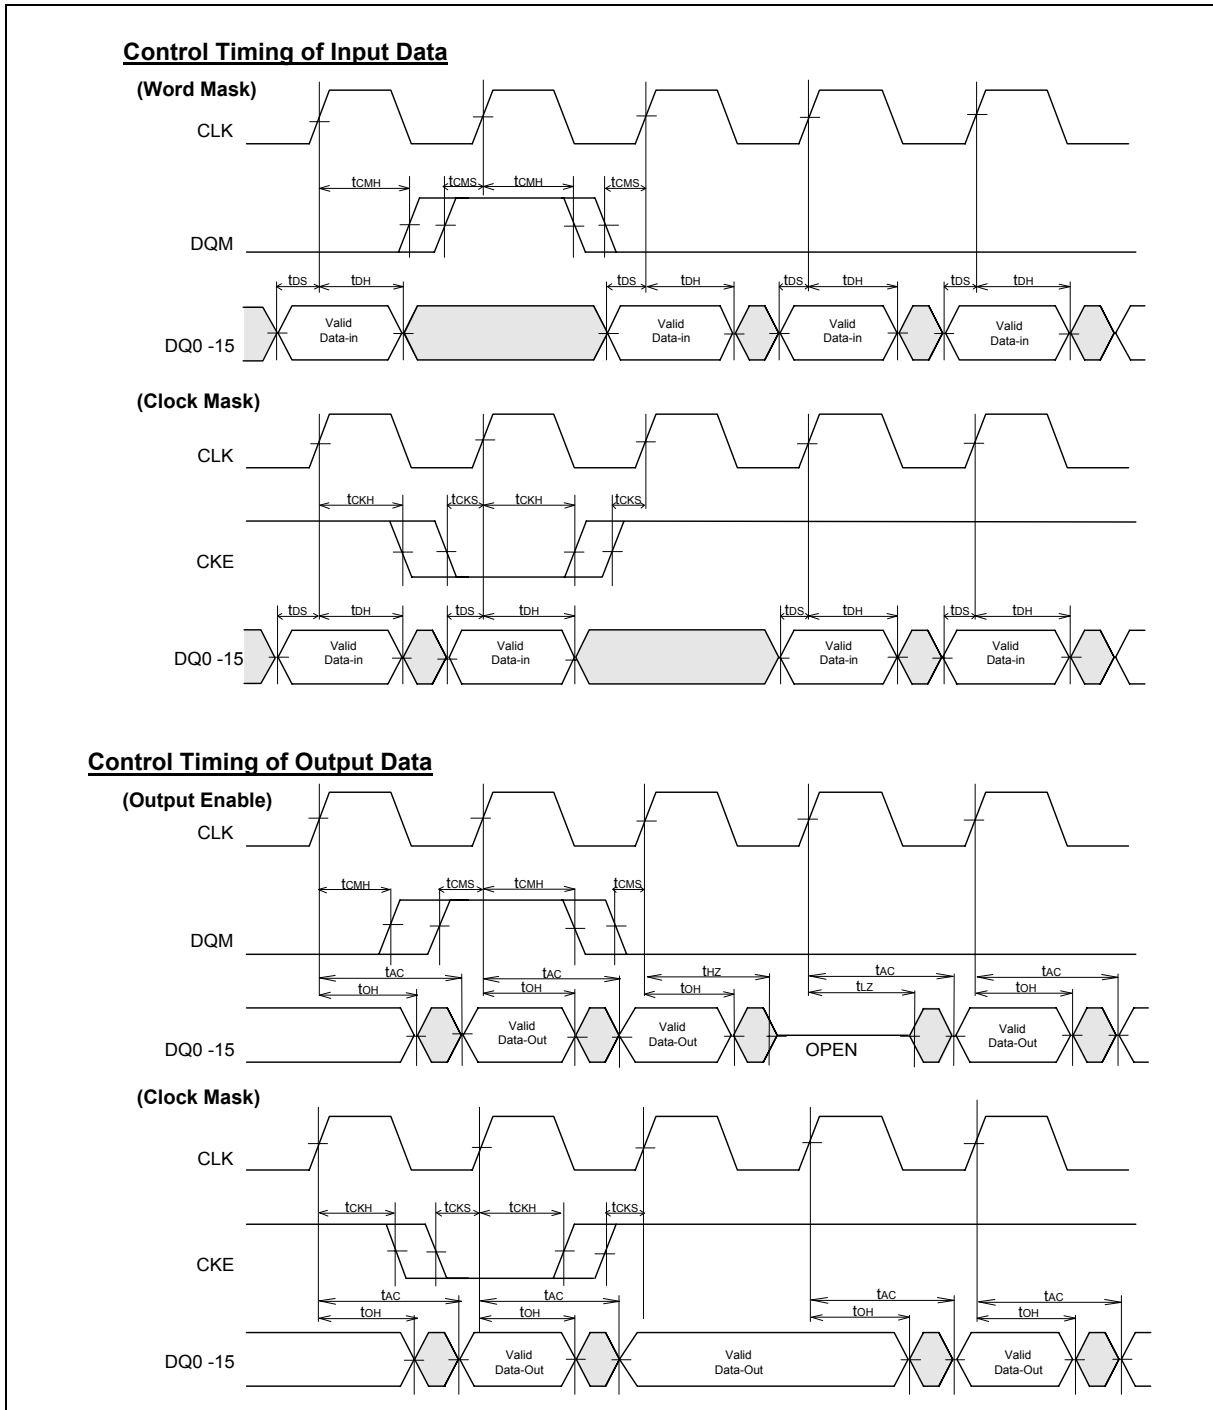 Control Timing of Input Data
(Word Mask)
CLK
tCMH tCMS tCMH tCMS
DQM
tDS tDH tDS tDH tDS tDH tDS tDH
Valid Data-in Valid Data-in Valid Data-in Valid Data-in
DQ0 -15
(Clock Mask)
CLK
tCKH tCKS tCKH tCKS
CKE
tDS tDH tDS tDH tDS tDH tDS tDH
Valid Data-in Valid Data-in Valid Data-in Valid Data-in
DQ0 -15
Control Timing of Output Data
(Output Enable)
CLK
tCMH tCMS tCMH tCMS
DQM
tAC tAC tHZ tAC tAC
tOH tOH tOH tLZ tOH
Valid Data-Out Valid Data-Out Valid Data-Out
DQ0 -15 OPEN
(Clock Mask)
CLK
tCKH tCKS tCKH tCKS
CKE
tAC tAC tAC tAC
tOH tOH tOH tOH
Valid Data-Out Valid Data-Out Valid Data-Out
DQ0 -15